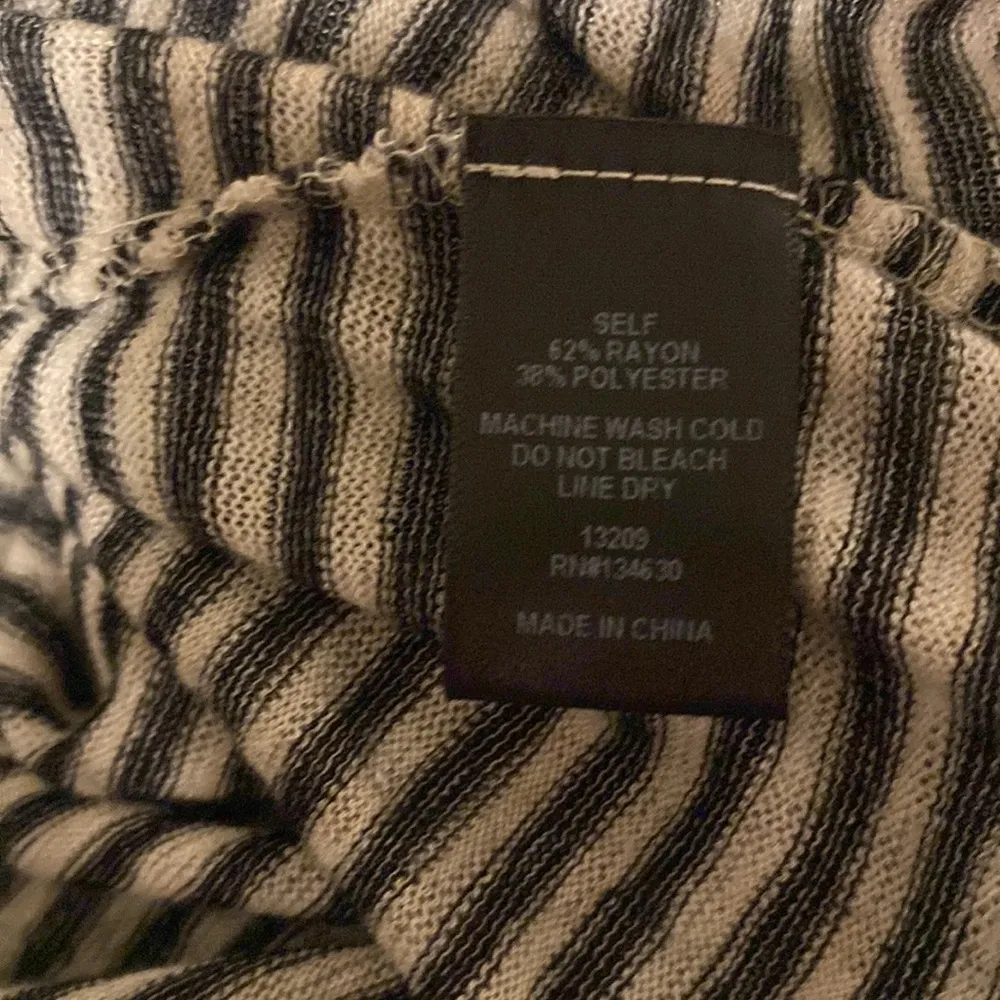 SELF
62% RAYON
38% POLYESTER
MACHINE WASH COLD
DO NOT BLEACH
LINE DRY
13209
RN#134630
MADE IN CHINA